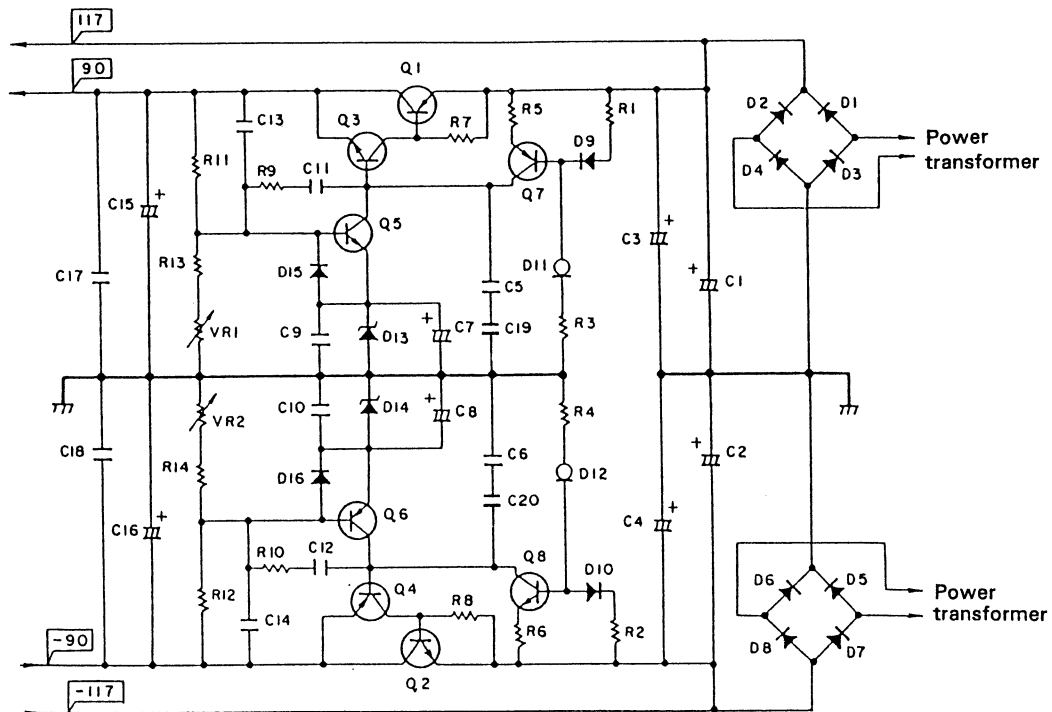 117
90
Q1
D2
D1
R5
R1
C13
Q3
R7
D9
Power
transformer
R11
R9
C11
D4
D3
Q7
C15
+
Q5
C3
+
R13
D15
D11
C5
+
C1
C17
+
C7
VR1
C9
D13
C19
R3
C10
D14
+
C8
R4
VR2
+
C2
C18
C6
R14
D16
D12
C20
Q6
C16
+
C4
+
R10
C12
Q8
D10
D6
D5
Power
transformer
R12
Q4
R8
C14
R6
R2
D8
D7
-90
Q2
-117